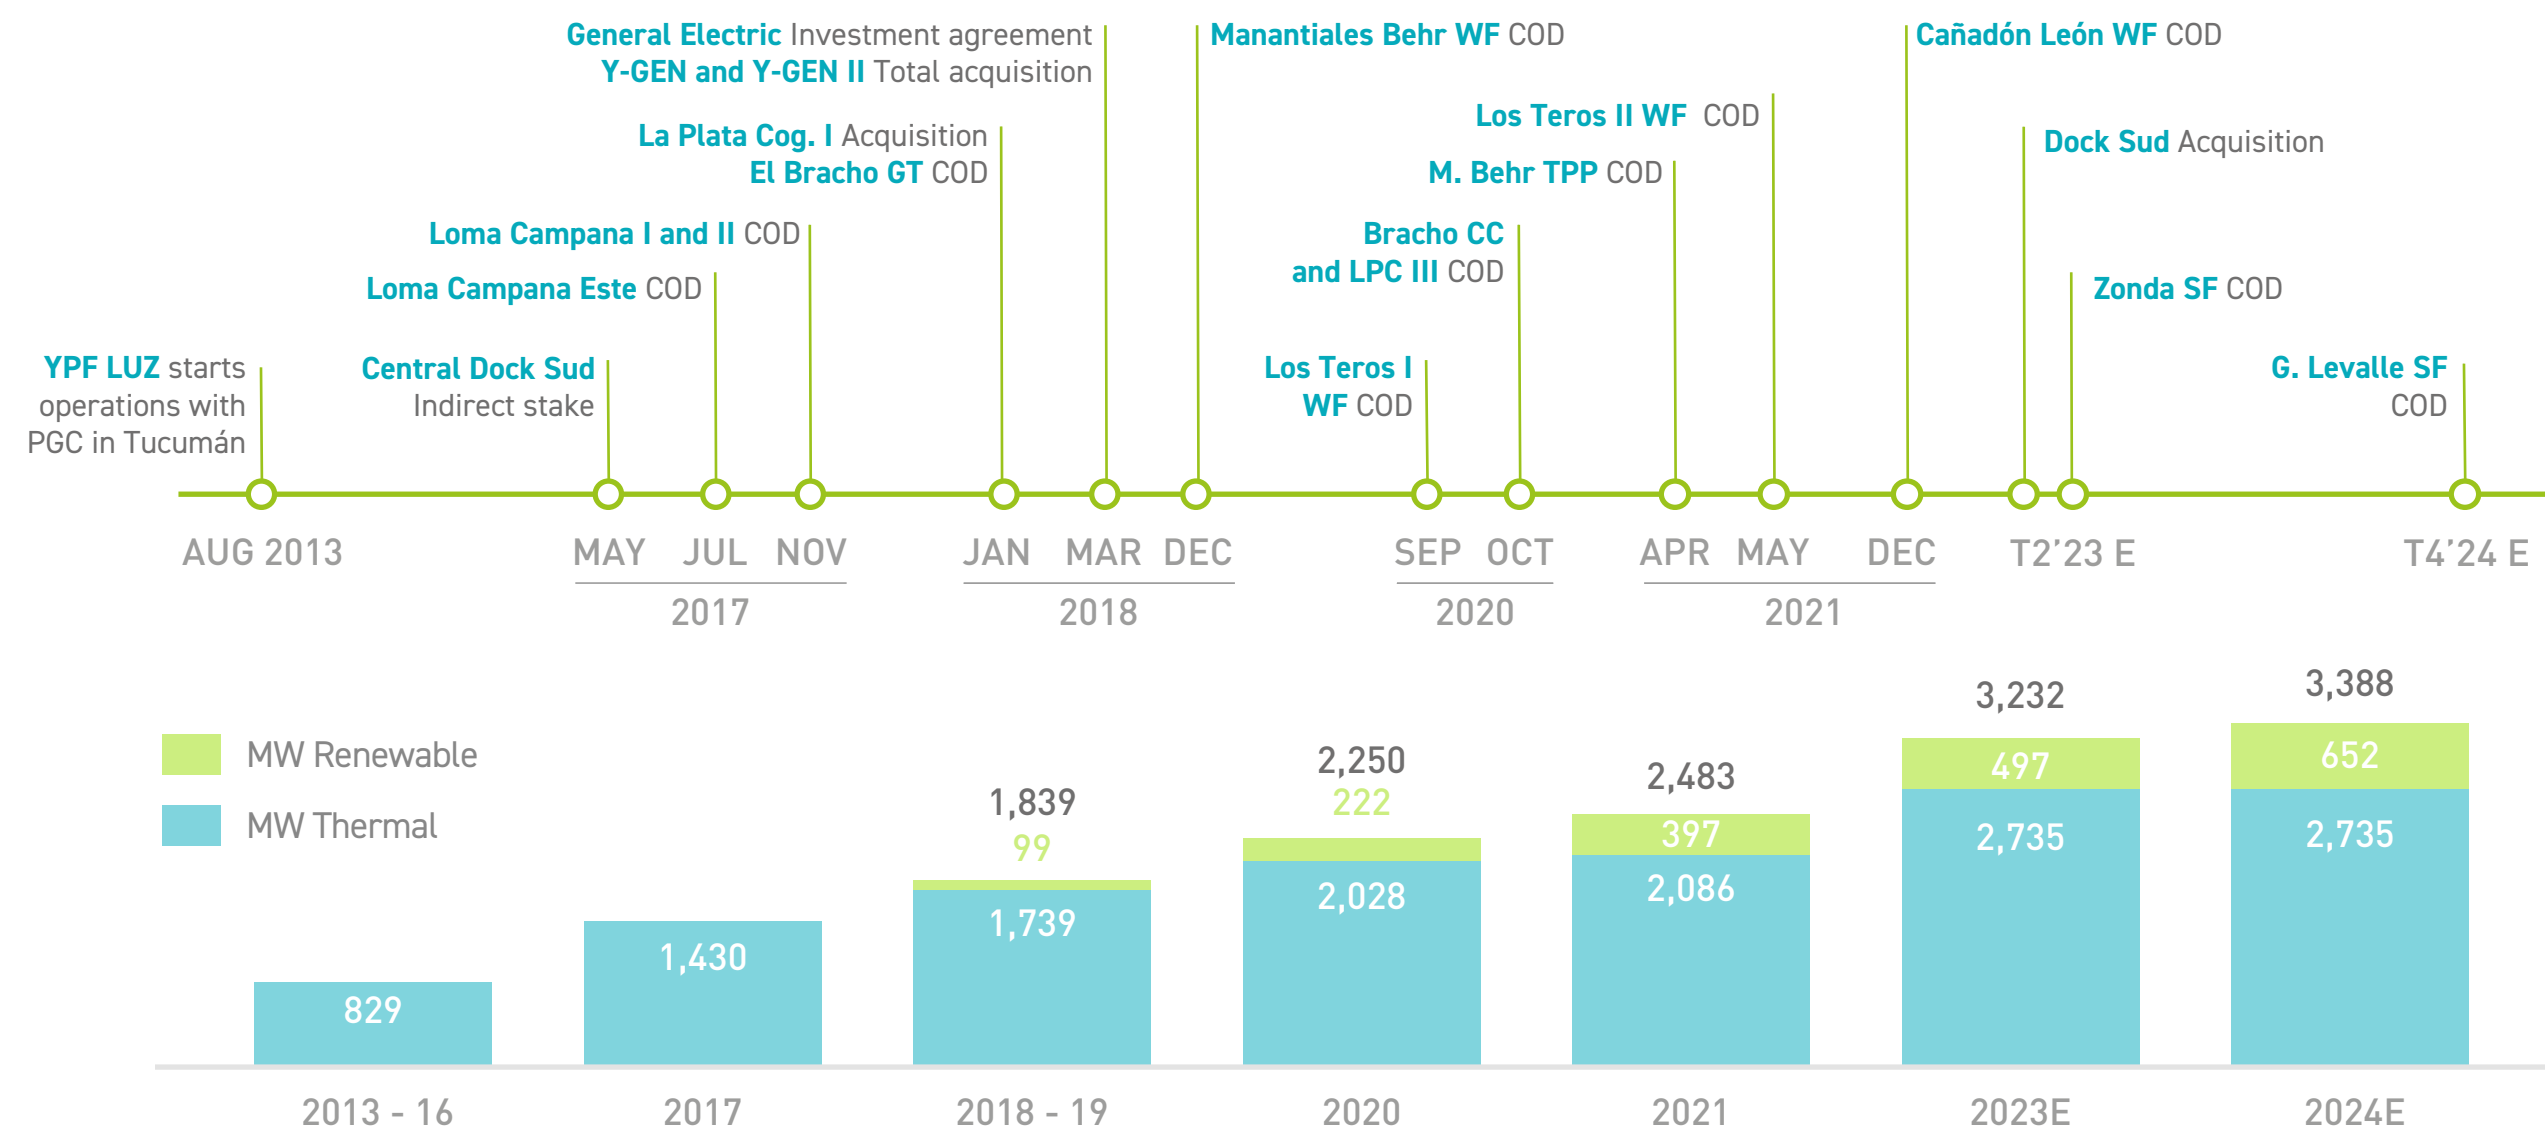 General Electric Investment agreement
Y-GEN and Y-GEN II Total acquisition
Manantiales Behr WF COD
Cañadón León WF COD
La Plata Cog. I Acquisition
El Bracho GT COD
Los Teros II WF COD
M. Behr TPP COD
Dock Sud Acquisition
Loma Campana I and II COD
Loma Campana Este COD
Bracho CC
and LPC III COD
Zonda SF COD
YPF LUZ starts
operations with
PGC in Tucumán
Central Dock Sud
Indirect stake
Los Teros I
WF COD
G. Levalle SF
COD
AUG 2013
MAY JUL NOV
2017
JAN MAR DEC
2018
SEP OCT
2020
APR MAY DEC
2021
T2’23 E
T4’24 E
MW Renewable
MW Thermal
829
1,430
1,839
99
1,739
2,250
222
2,028
2,483
397
2,086
3,232
497
2,735
3,388
652
2,735
2013 - 16
2017
2018 - 19
2020
2021
2023E
2024E